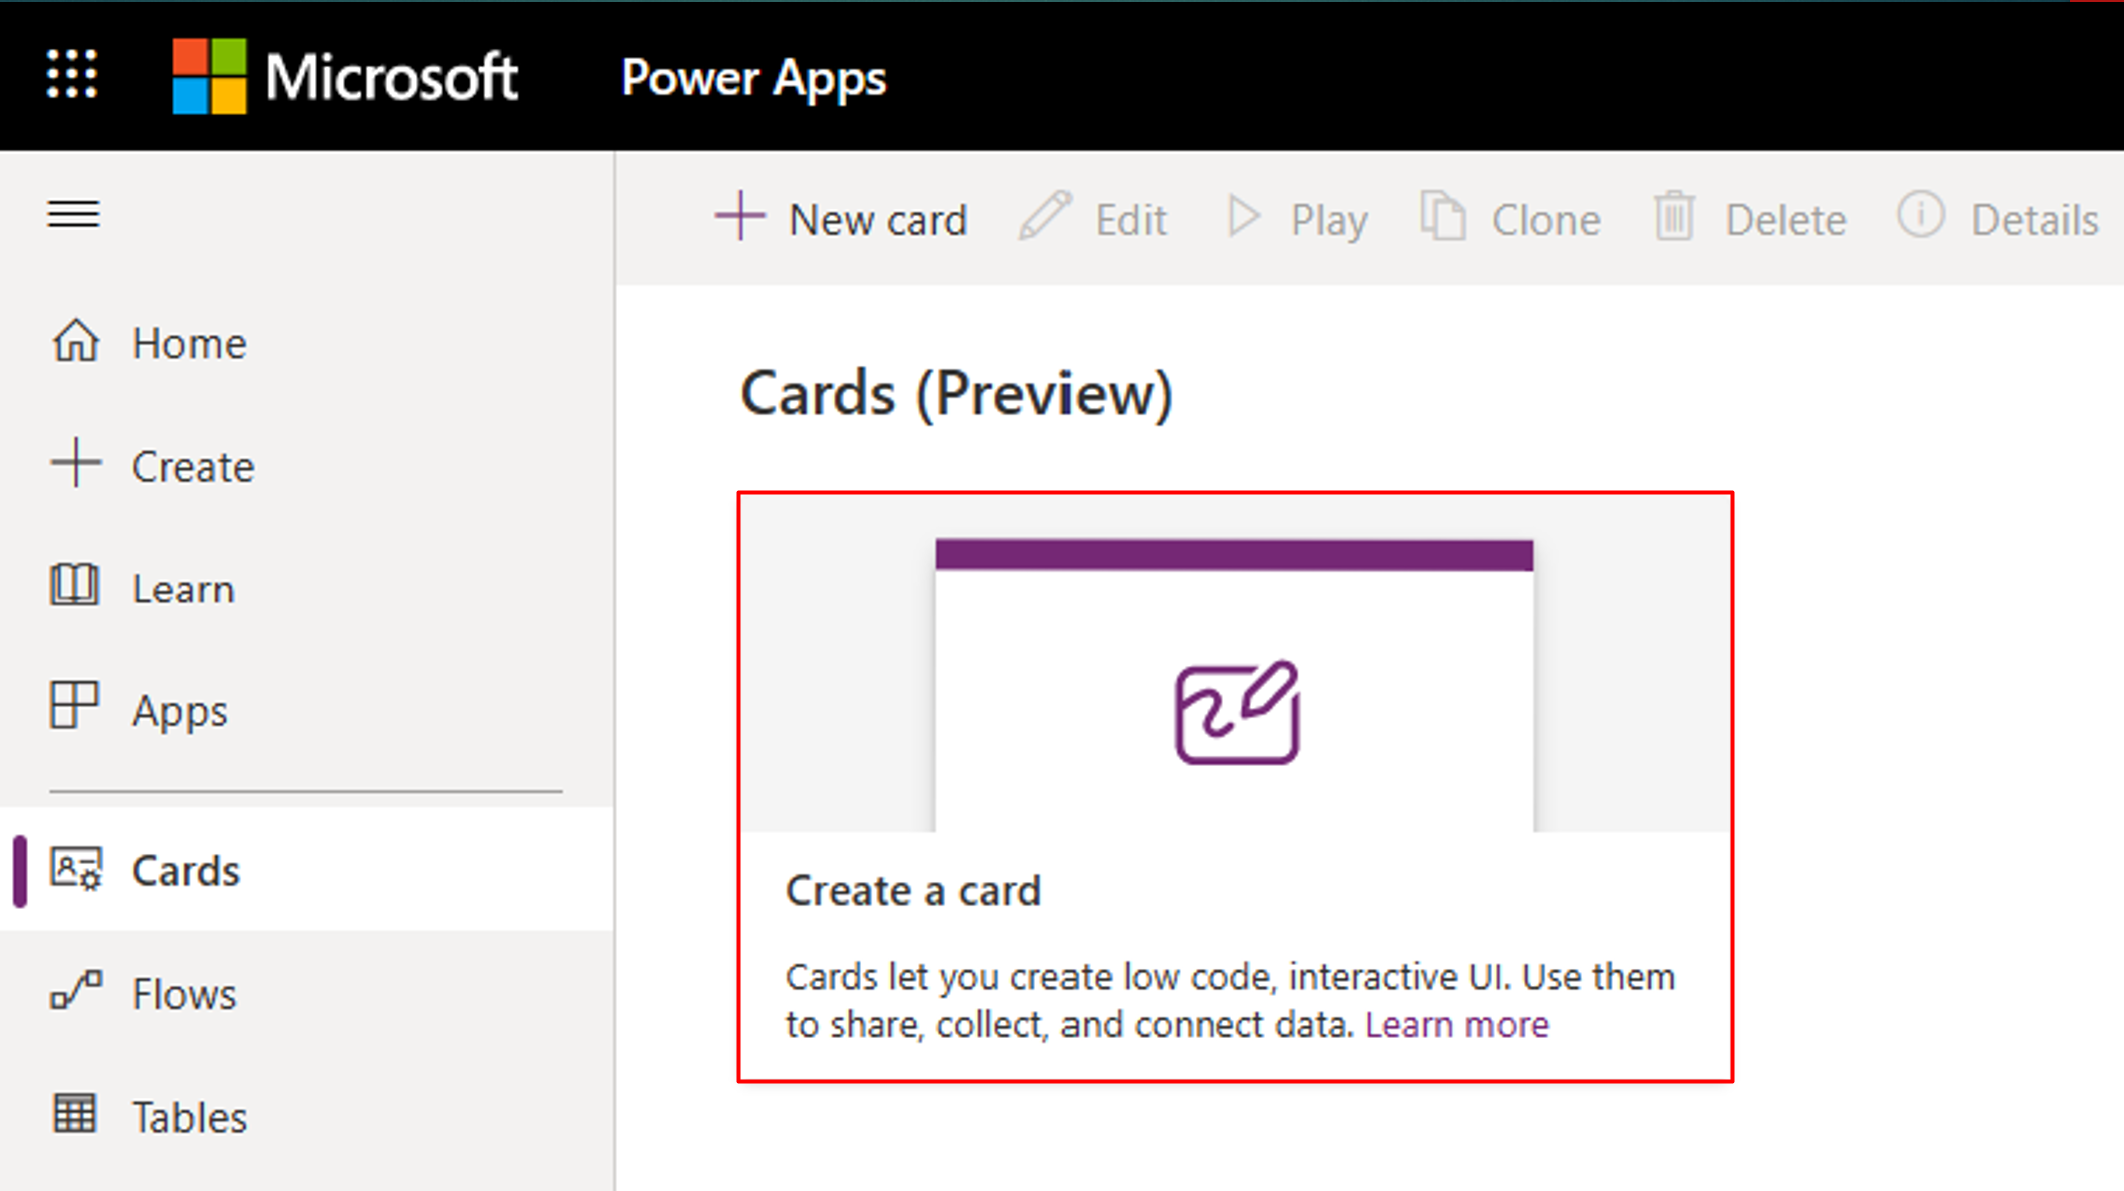 Microsoft Power Apps
New card Edit Play Clone Delete Details
Home
Create
Learn
Apps
Cards
Flows
Tables
Cards (Preview)
Create a card
Cards let you create low code, interactive UI. Use them
to share, collect, and connect data. Learn more